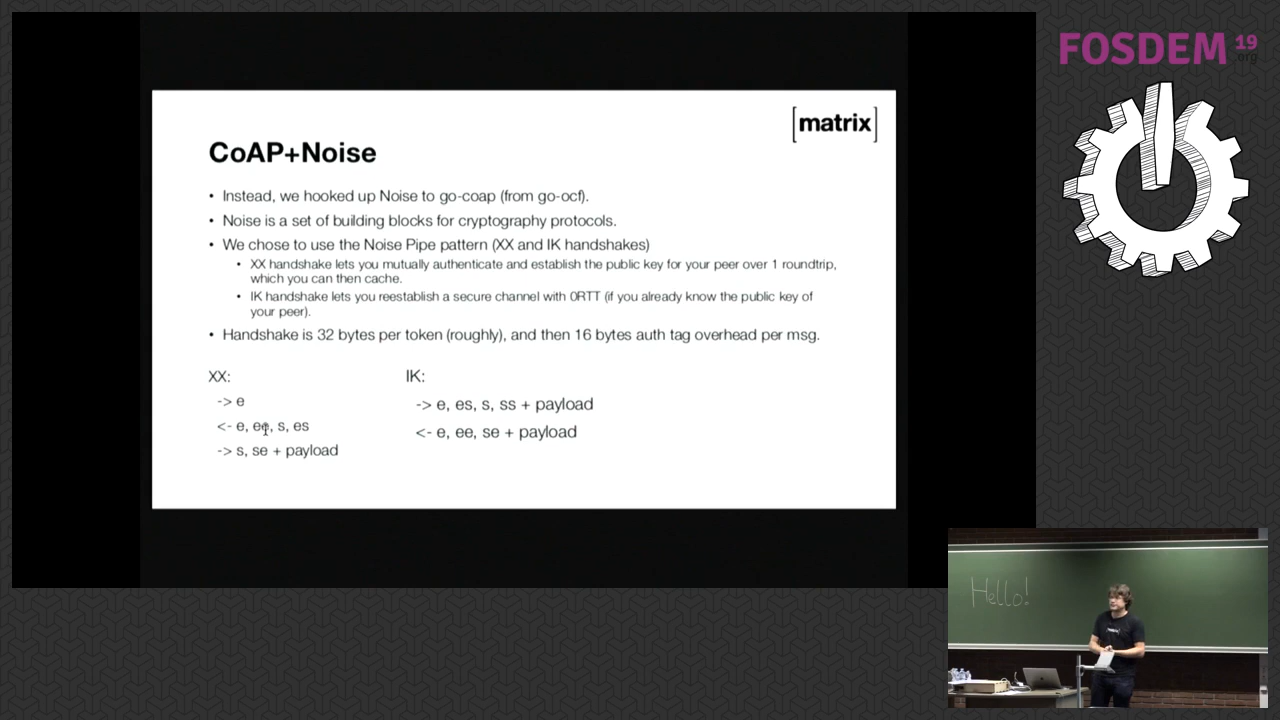 FOSDEM 19
.org
[matrix]
CoAP+Noise
• Instead, we hooked up Noise to go-coap (from go-ocf).
• Noise is a set of building blocks for cryptography protocols.
• We chose to use the Noise Pipe pattern (XX and IK handshakes)
• XX handshake lets you mutually authenticate and establish the public key for your peer over 1 roundtrip,
which you can then cache.
• IK handshake lets you reestablish a secure channel with 0RTT (if you already know the public key of
your peer).
• Handshake is 32 bytes per token (roughly), and then 16 bytes auth tag overhead per msg.
XX:
-> e
<- e, ee, s, es
-> s, se + payload
IK:
-> e, es, s, ss + payload
<- e, ee, se + payload
Hello!